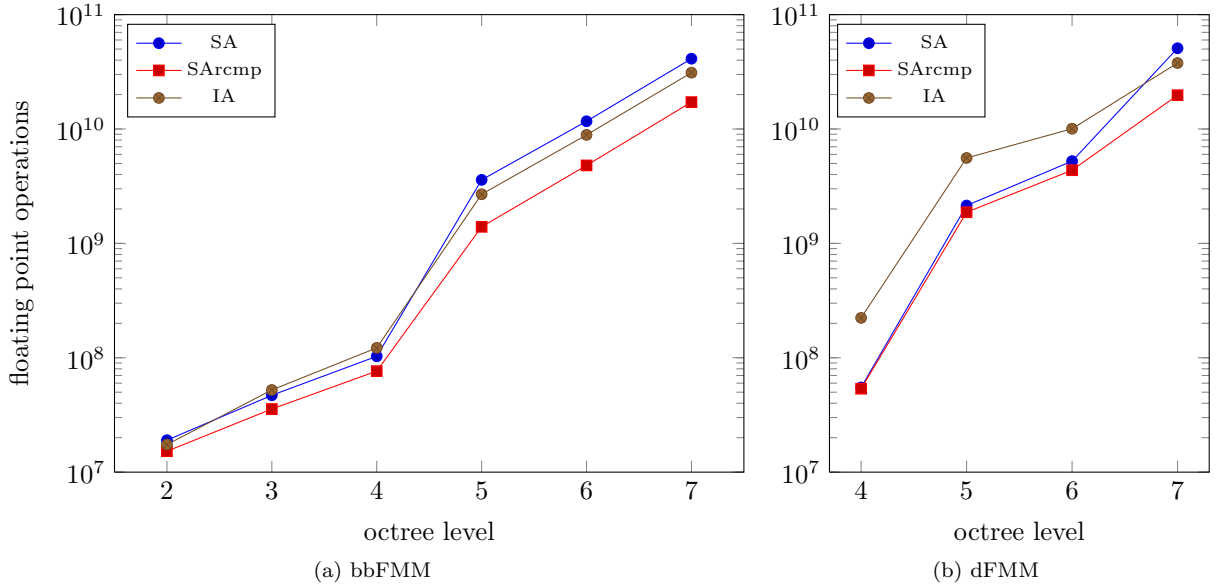 10^11
10^10
10^9
10^8
10^7
floating point operations
SA
SArcmp
IA
2 3 4 5 6 7
octree level
(a) bbFMM
10^11
10^10
10^9
10^8
10^7
SA
SArcmp
IA
4 5 6 7
octree level
(b) dFMM